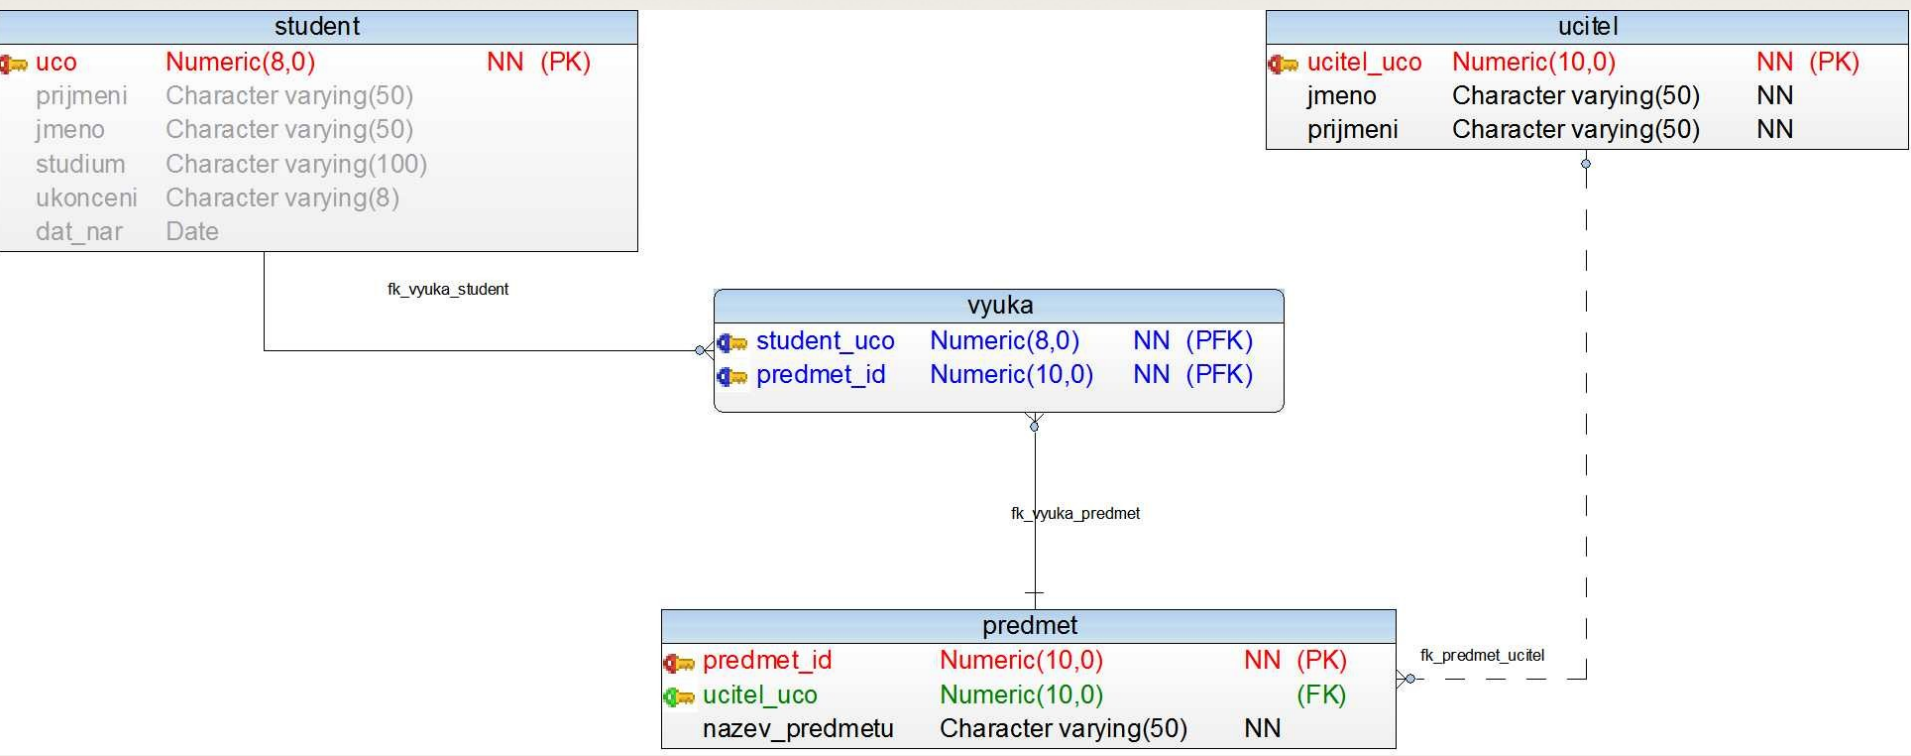 student
uco Numeric(8,0) NN (PK)
prijmeni Character varying(50)
jmeno Character varying(50)
studium Character varying(100)
ukonceni Character varying(8)
dat_nar Date
ucitel
ucitel_uco Numeric(10,0) NN (PK)
jmeno Character varying(50) NN
prijmeni Character varying(50) NN
fk_vyuka_student
vyuka
student_uco Numeric(8,0) NN (PFK)
predmet_id Numeric(10,0) NN (PFK)
fk_vyuka_predmet
predmet
predmet_id Numeric(10,0) NN (PK)
ucitel_uco Numeric(10,0) (FK)
nazev_predmetu Character varying(50) NN
fk_predmet_ucitel